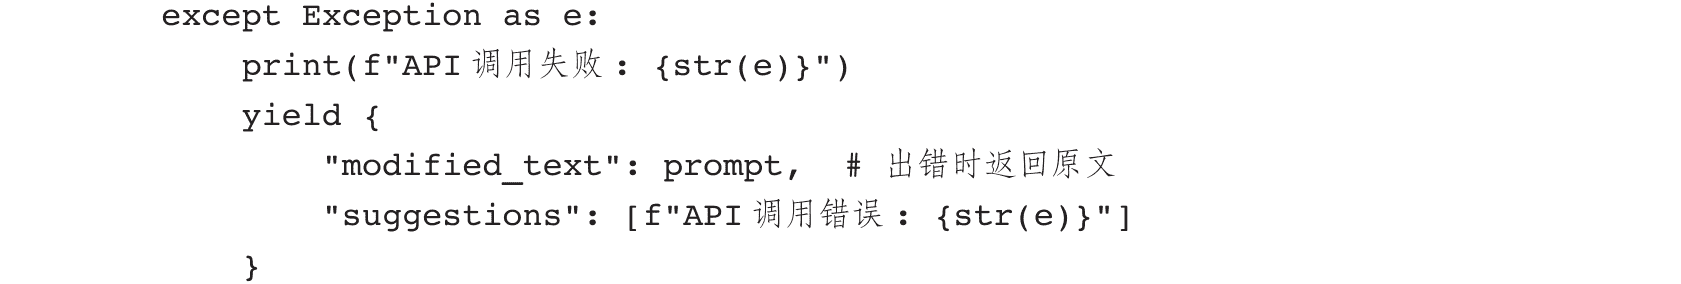 except Exception as e:
    print(f"API 调用失败：{str(e)}")
    yield {
        "modified_text": prompt,  # 出错时返回原文
        "suggestions": [f"API 调用错误：{str(e)}"]
    }